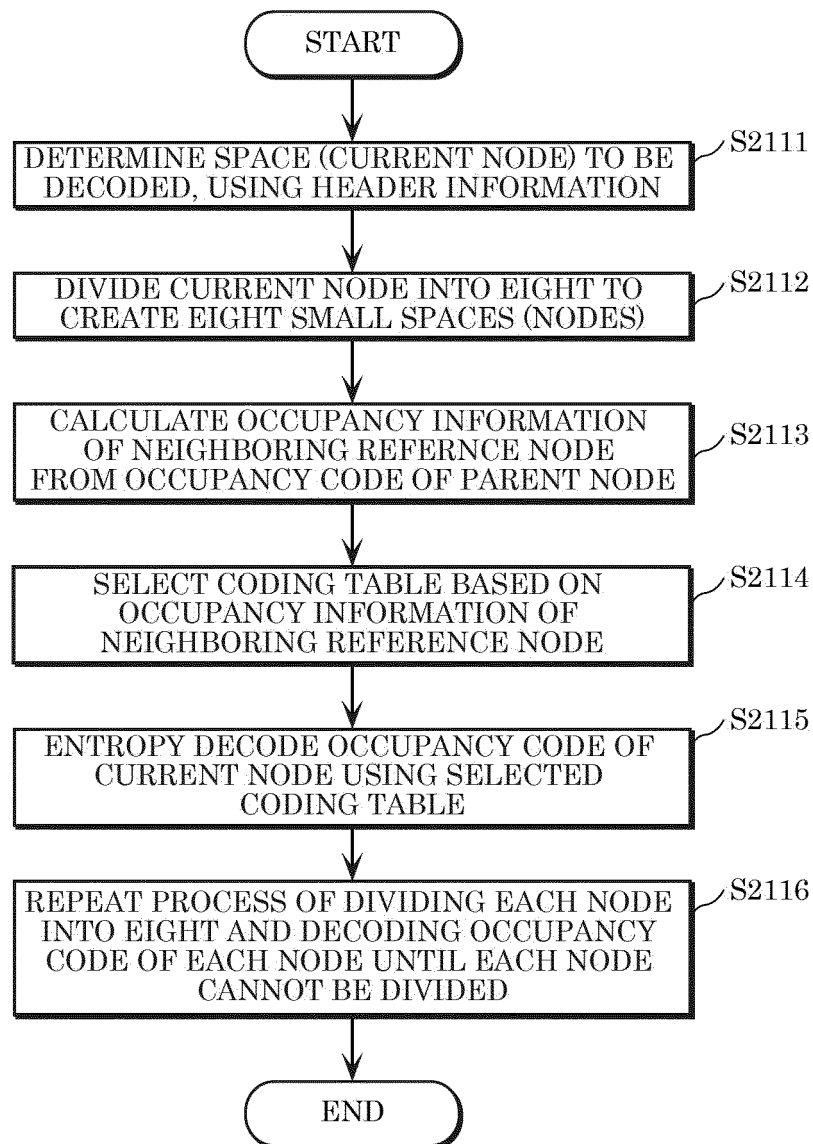 START
DETERMINE SPACE (CURRENT NODE) TO BE
DECODED, USING HEADER INFORMATION
S2111
DIVIDE CURRENT NODE INTO EIGHT TO
CREATE EIGHT SMALL SPACES (NODES)
S2112
CALCULATE OCCUPANCY INFORMATION
OF NEIGHBORING REFERNCE NODE
FROM OCCUPANCY CODE OF PARENT NODE
S2113
SELECT CODING TABLE BASED ON
OCCUPANCY INFORMATION OF
NEIGHBORING REFERENCE NODE
S2114
ENTROPY DECODE OCCUPANCY CODE OF
CURRENT NODE USING SELECTED
CODING TABLE
S2115
REPEAT PROCESS OF DIVIDING EACH NODE
INTO EIGHT AND DECODING OCCUPANCY
CODE OF EACH NODE UNTIL EACH NODE
CANNOT BE DIVIDED
S2116
END